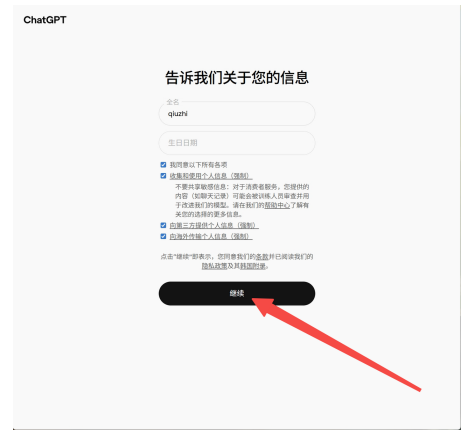 ChatGPT
告诉我们关于您的信息
全名
qiuzhi
生日日期
我同意以下所有各项
收集和使用个人信息（强制）
不要共享敏感信息：对于消费者服务，您提供的
内容（如聊天记录）可能会被训练人员审查并用
于改进我们的模型。请在我们的帮助中心了解有
关您的选择的更多信息。
向第三方提供个人信息（强制）
向海外传输个人信息（强制）
点击“继续”即表示，您同意我们的条款并已阅读我们的
隐私政策及其韩国附录。
继续